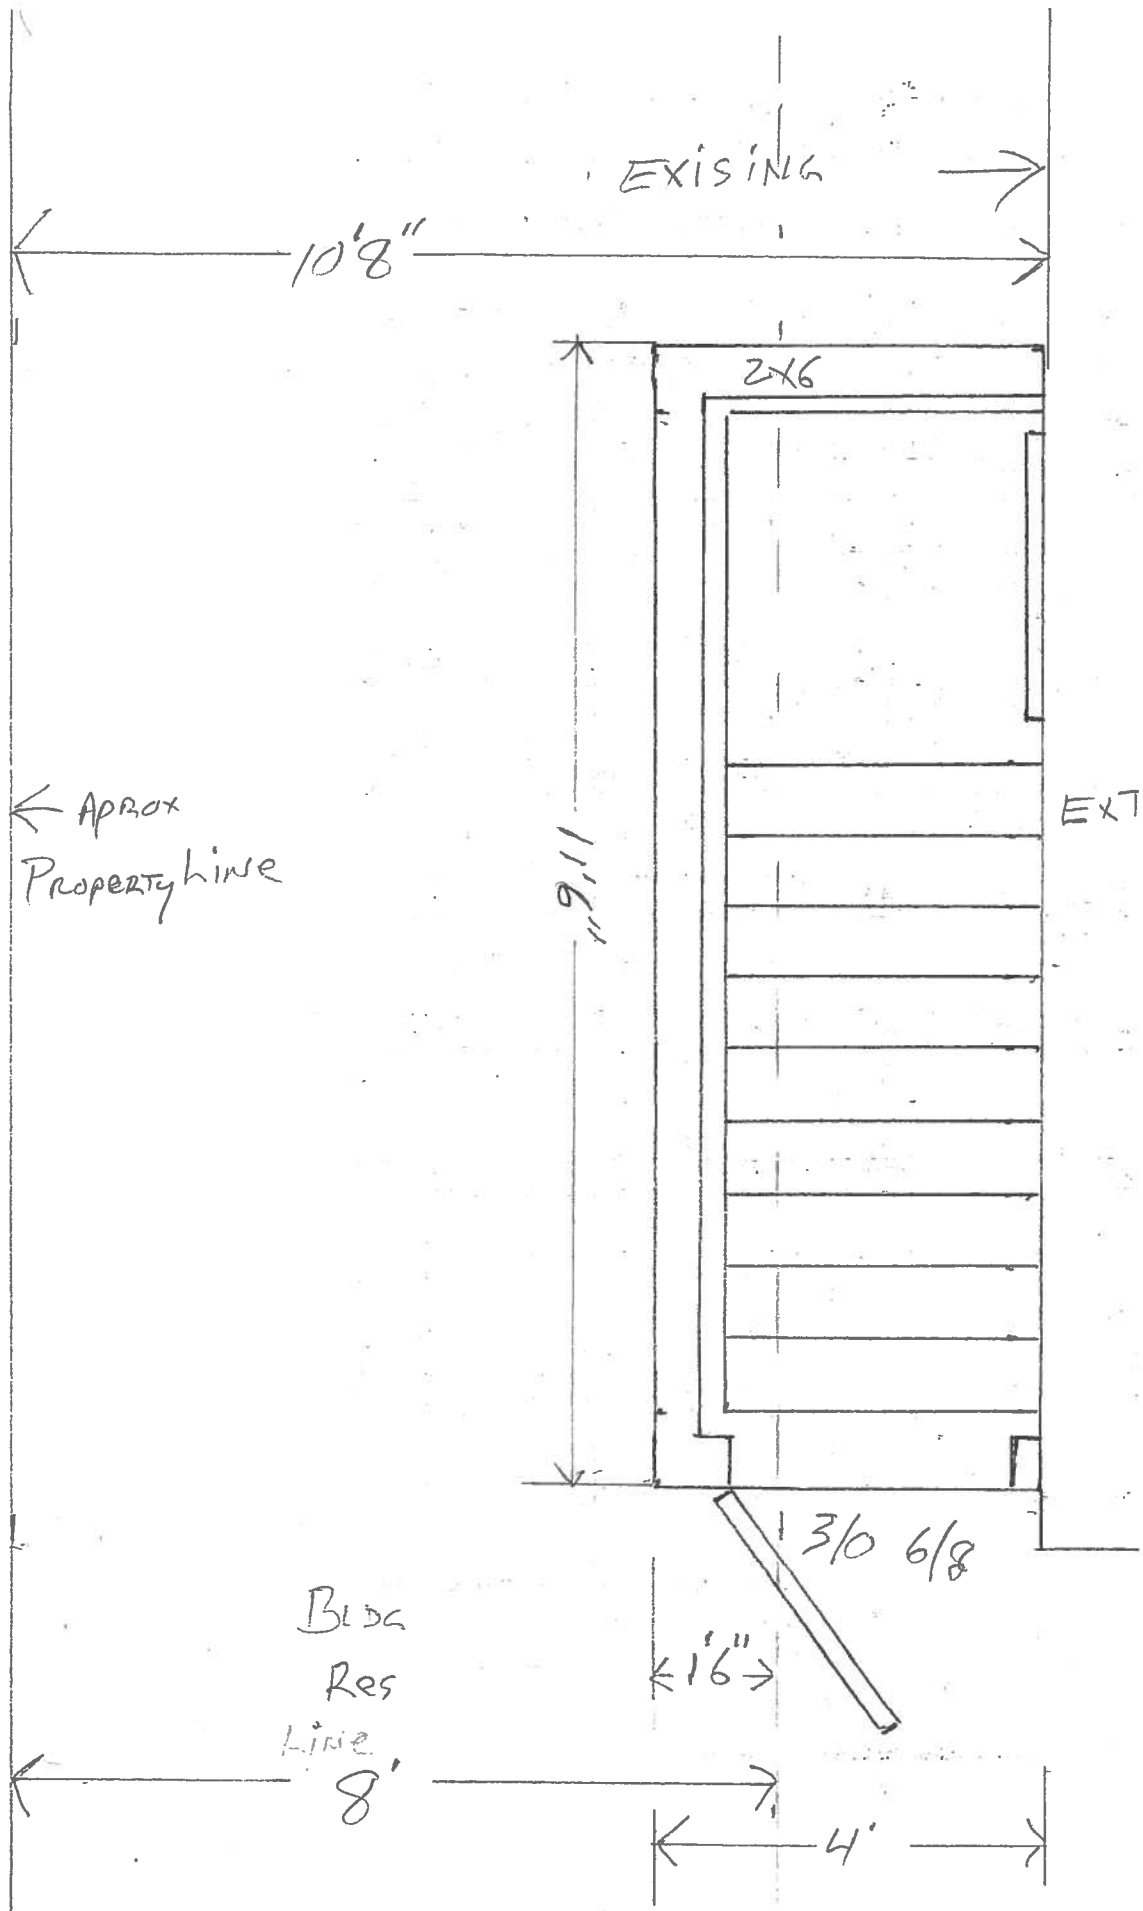 EXISING
10'8"
2x6
APROX
PROPERTY LINE
11'6"
EXT
3/0 6/8
BLDG
Res
Line
1'6"
8'
4'